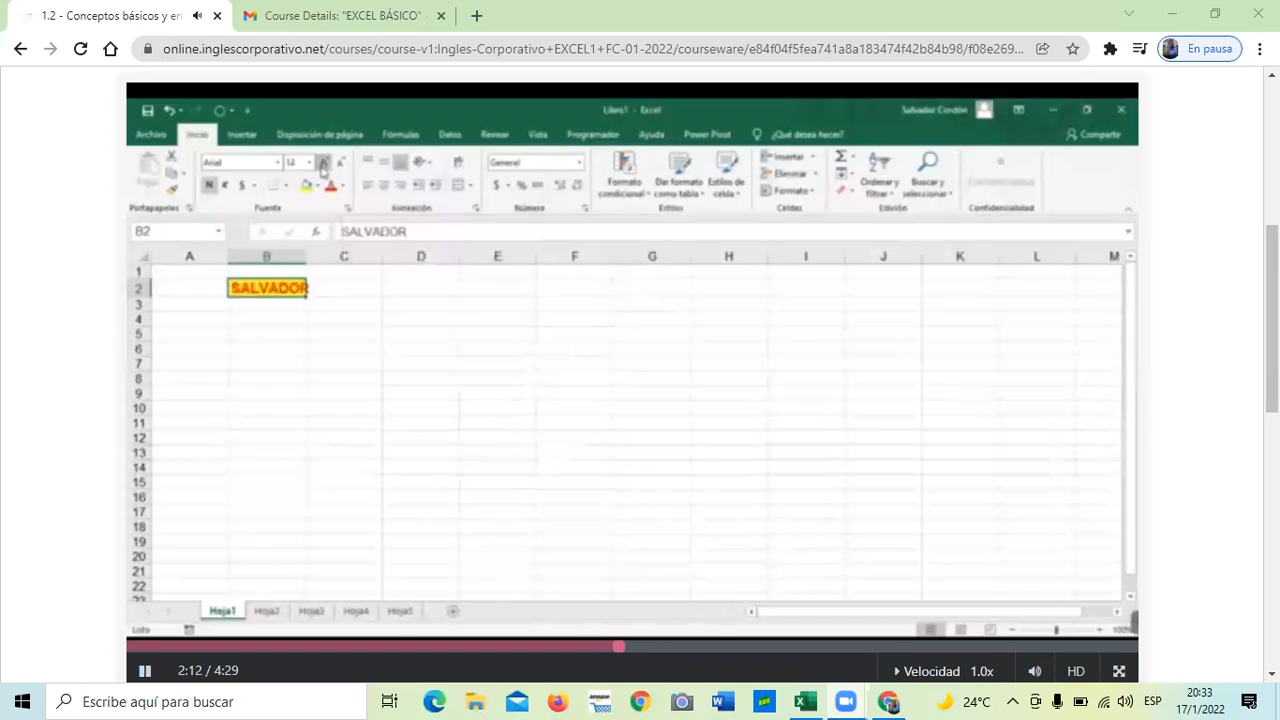 1.2 - Conceptos básicos y en
Course Details: "EXCEL BÁSICO" -
online.inglescorporativo.net/courses/course-v1:Ingles-Corporativo+EXCEL1+FC-01-2022/courseware/c84f04f5fea741a8a183474f42b84b98/f08e269...
En pausa
Libro1 - Excel
Salvador Cordón
Archivo Inicio Insertar Disposición de página Fórmulas Datos Revisar Vista Programador Ayuda Power Pivot ¿Qué desea hacer? Compartir
Arial
General
Insertar
Formato condicional
Dar formato como tabla
Estilos de celda
Eliminar
Formato
Ordenar y filtrar
Buscar y seleccionar
Confidencialidad
Portapapeles Fuente Alineación Número Estilos Celdas Edición Confidencialidad
B2 fx SALVADOR
A B C D E F G H I J K L M
1
2 SALVADOR
3
4
5
6
7
8
9
10
11
12
13
14
15
16
17
18
19
20
21
22
23
Hoja1 Hoja2 Hoja3 Hoja4 Hoja5
Listo 100%
2:12 / 4:29 Velocidad 1.0x HD
Escribe aquí para buscar
amazon
24°C
ESP
20:33
17/1/2022